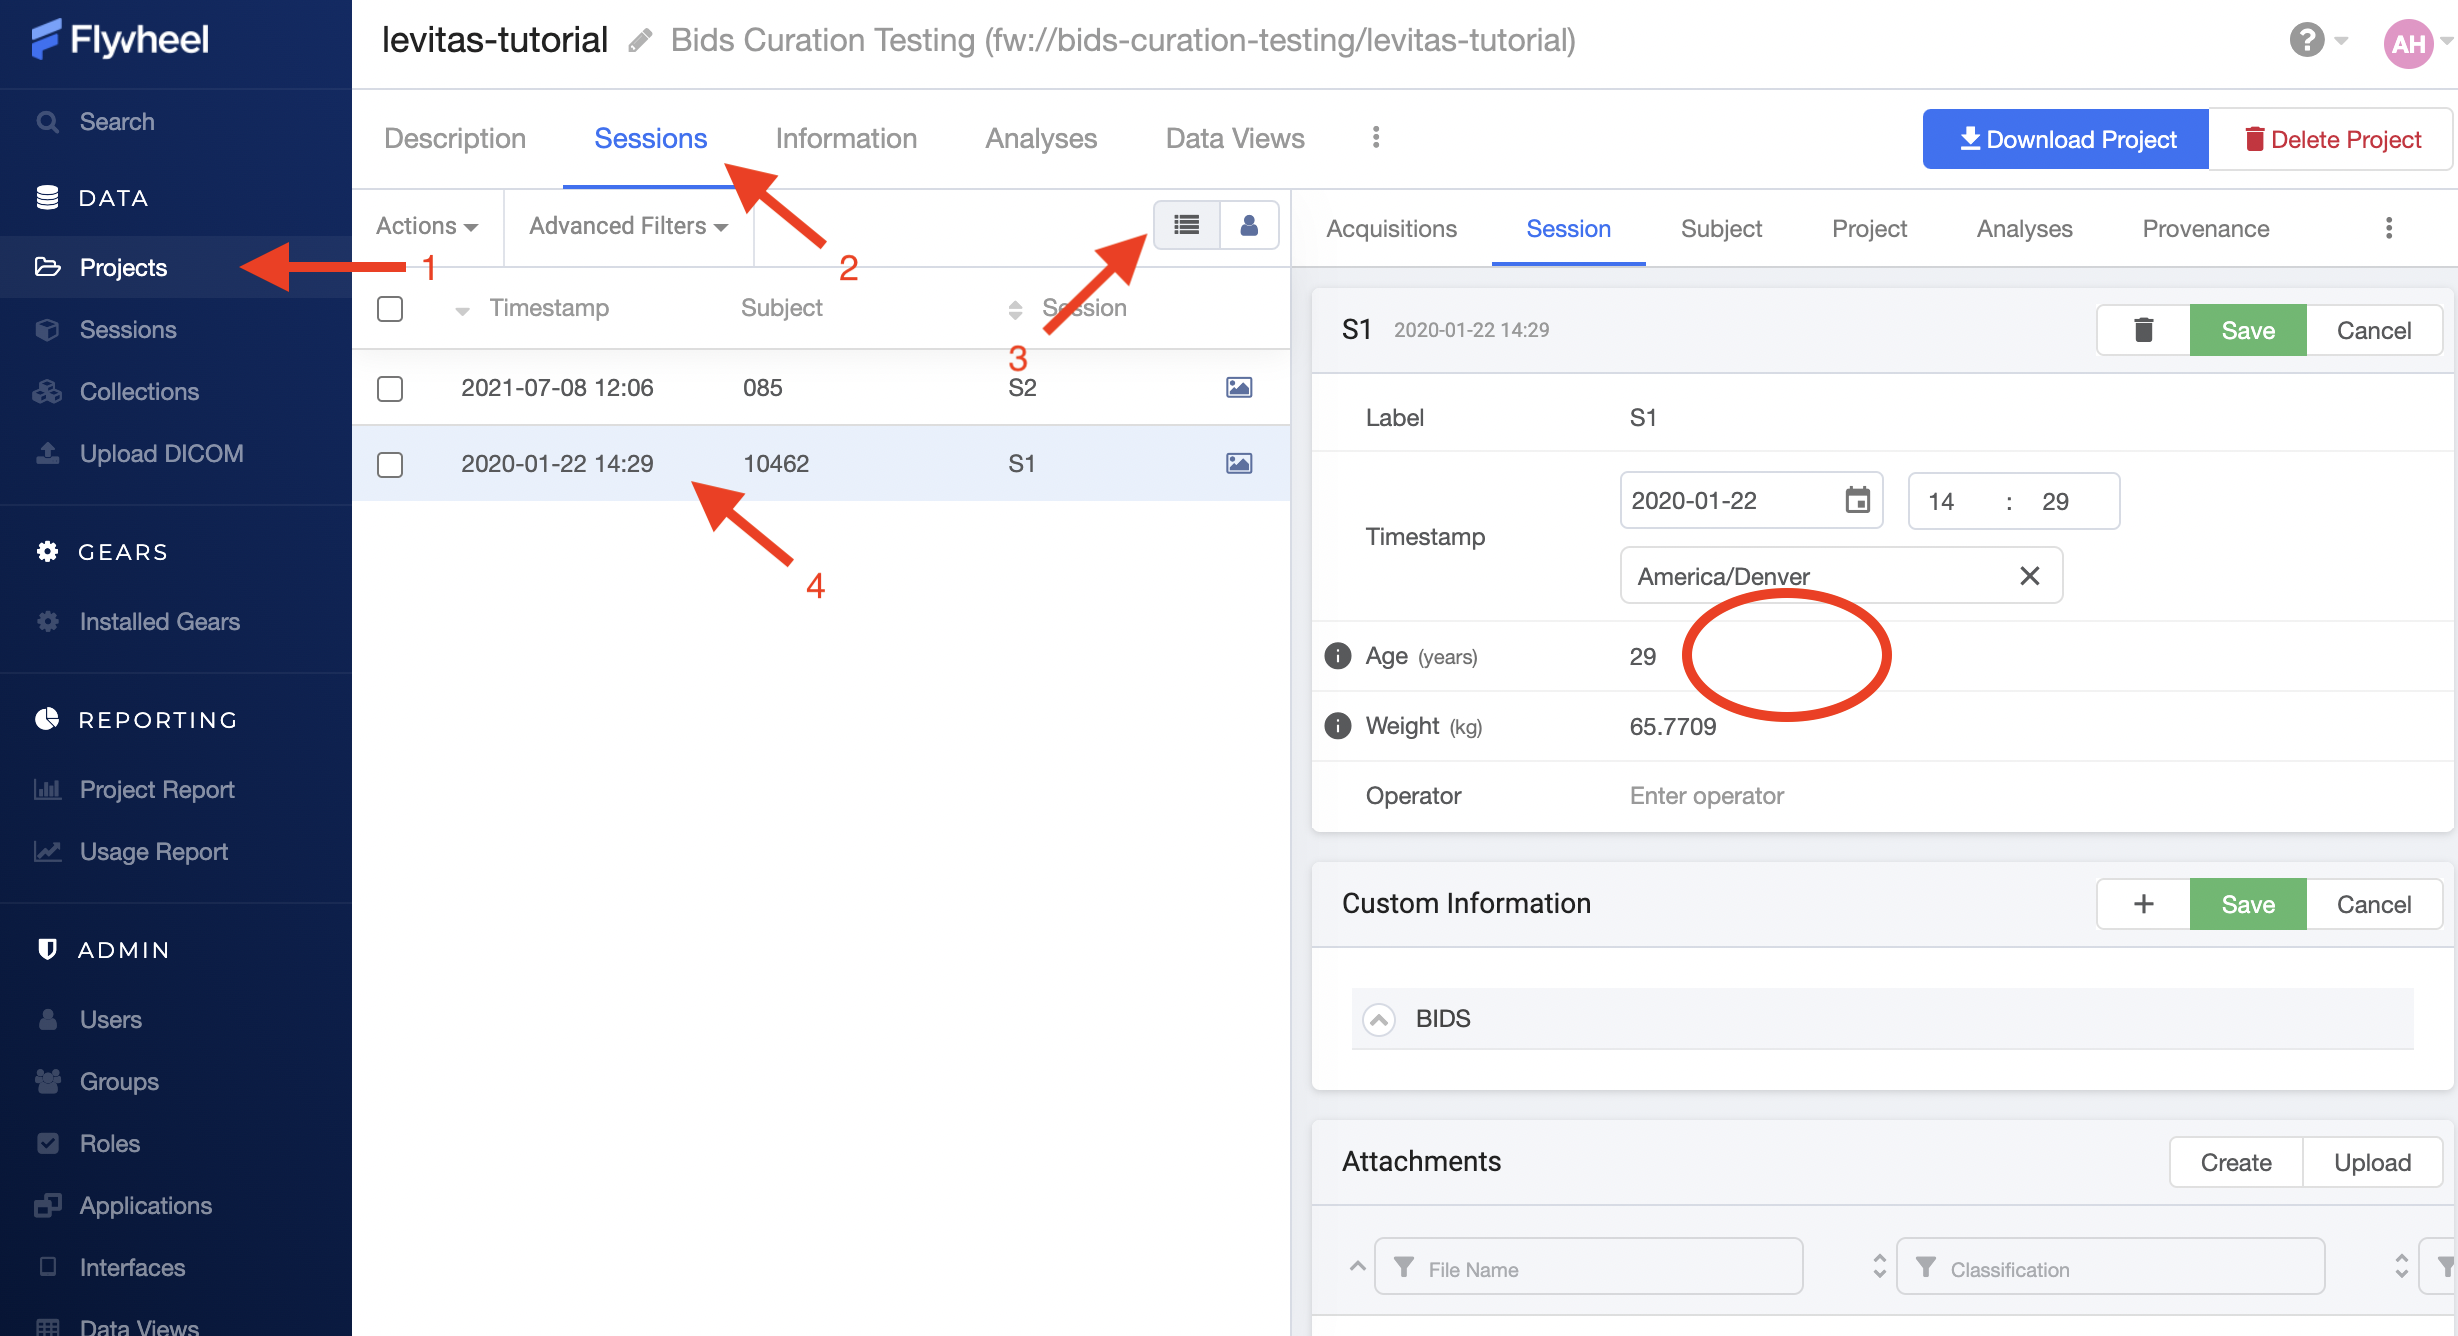 Flywheel
levitas-tutorial Bids Curation Testing (fw://bids-curation-testing/levitas-tutorial)
? AH
Search
DATA
Projects
Sessions
Collections
Upload DICOM
GEARS
Installed Gears
REPORTING
Project Report
Usage Report
ADMIN
Users
Groups
Roles
Applications
Interfaces
Data Views
Description Sessions Information Analyses Data Views
Download Project Delete Project
Actions Advanced Filters
1
2
3
4
Timestamp Subject Session
2021-07-08 12:06 085 S2
2020-01-22 14:29 10462 S1
Acquisitions Session Subject Project Analyses Provenance
S1 2020-01-22 14:29 Save Cancel
Label S1
Timestamp 2020-01-22 14 : 29
America/Denver
i Age (years) 29
i Weight (kg) 65.7709
Operator Enter operator
Custom Information + Save Cancel
BIDS
Attachments Create Upload
File Name Classification